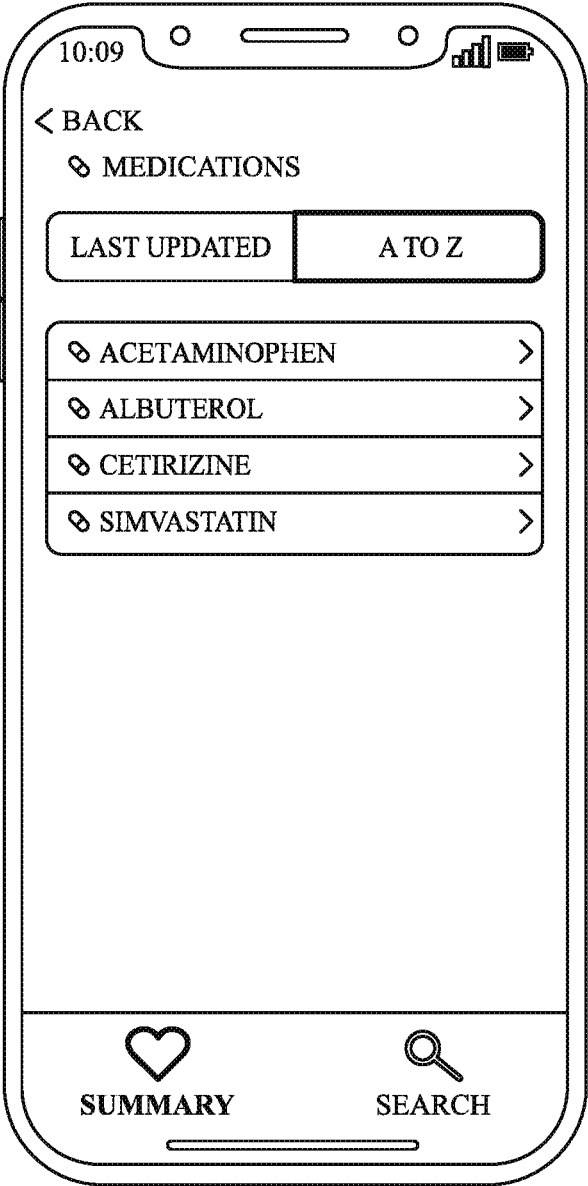 10:09
BACK
MEDICATIONS
LAST UPDATED A TO Z
ACETAMINOPHEN
ALBUTEROL
CETIRIZINE
SIMVASTATIN
SUMMARY SEARCH